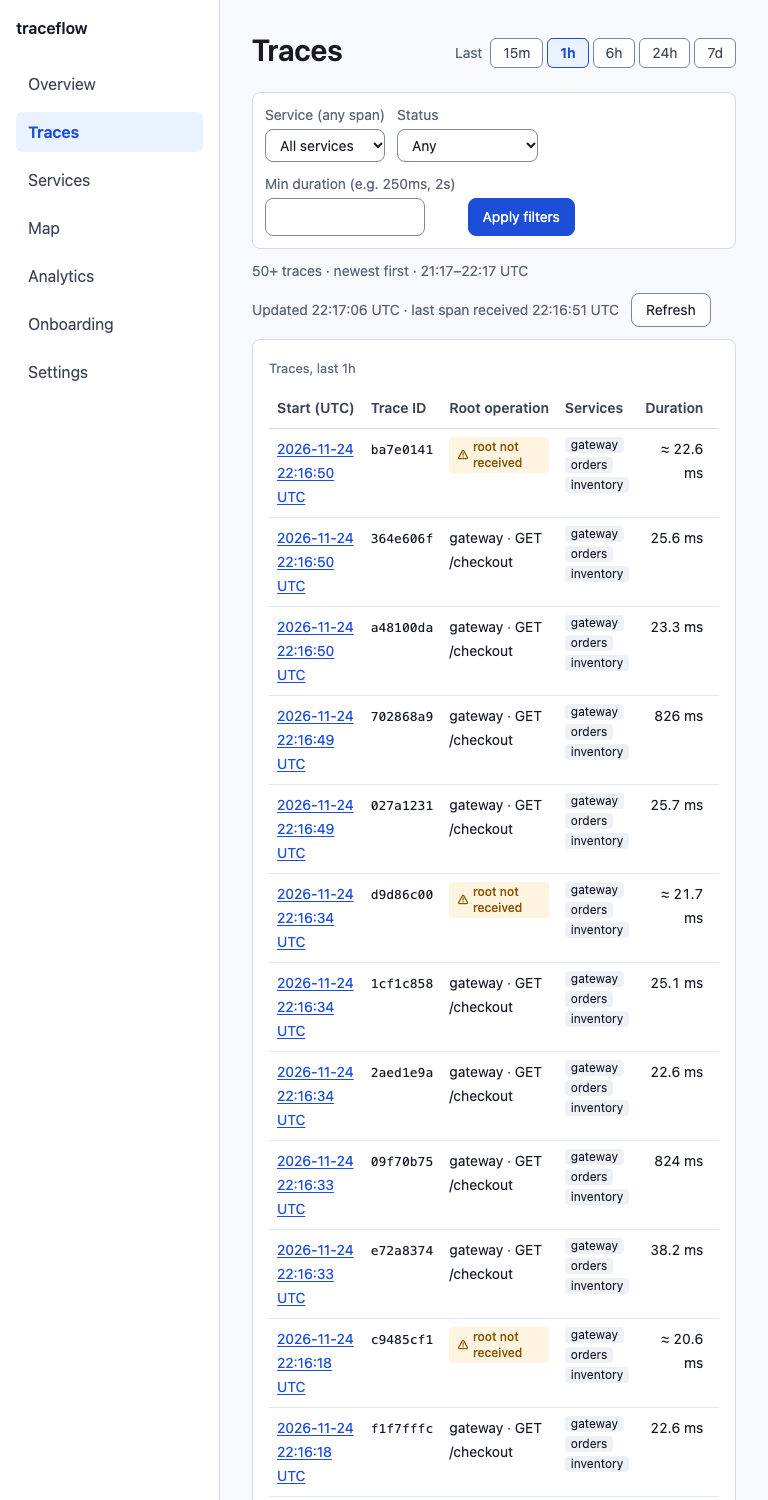 traceflow
Overview
Traces
Services
Map
Analytics
Onboarding
Settings
Traces
Last 15m 1h 6h 24h 7d
Service (any span) Status
All services Any
Min duration (e.g. 250ms, 2s)
Apply filters
50+ traces · newest first · 21:17–22:17 UTC
Updated 22:17:06 UTC · last span received 22:16:51 UTC Refresh
Traces, last 1h
Start (UTC) Trace ID Root operation Services Duration
2026-11-24 22:16:50 UTC ba7e0141 root not received gateway orders inventory ≈ 22.6 ms
2026-11-24 22:16:50 UTC 364e606f gateway · GET /checkout gateway orders inventory 25.6 ms
2026-11-24 22:16:50 UTC a48100da gateway · GET /checkout gateway orders inventory 23.3 ms
2026-11-24 22:16:49 UTC 702868a9 gateway · GET /checkout gateway orders inventory 826 ms
2026-11-24 22:16:49 UTC 027a1231 gateway · GET /checkout gateway orders inventory 25.7 ms
2026-11-24 22:16:34 UTC d9d86c00 root not received gateway orders inventory ≈ 21.7 ms
2026-11-24 22:16:34 UTC 1cf1c858 gateway · GET /checkout gateway orders inventory 25.1 ms
2026-11-24 22:16:34 UTC 2aed1e9a gateway · GET /checkout gateway orders inventory 22.6 ms
2026-11-24 22:16:33 UTC 09f70b75 gateway · GET /checkout gateway orders inventory 824 ms
2026-11-24 22:16:33 UTC e72a8374 gateway · GET /checkout gateway orders inventory 38.2 ms
2026-11-24 22:16:18 UTC c9485cf1 root not received gateway orders inventory ≈ 20.6 ms
2026-11-24 22:16:18 UTC f1f7fffc gateway · GET /checkout gateway orders inventory 22.6 ms